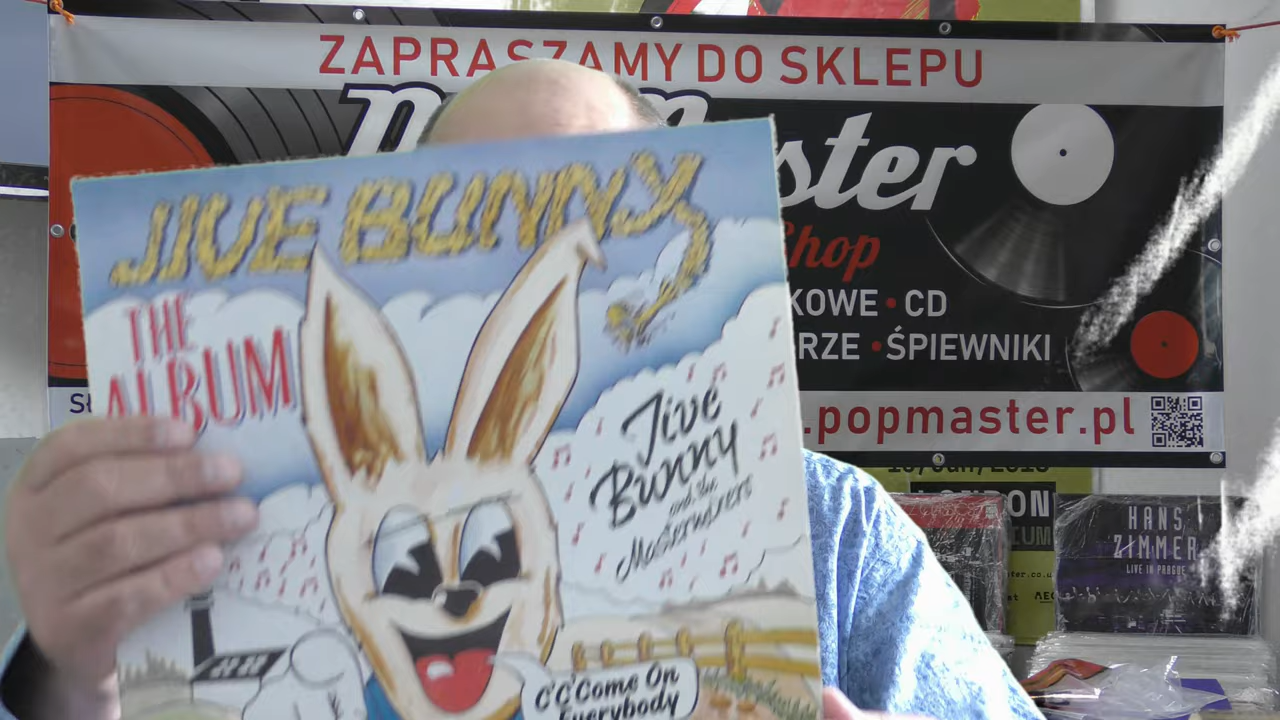 ZAPRASZAMY DO SKLEPU
ster
Shop
KOWE • CD
RZE • ŚPIEWNIKI
.popmaster.pl
JIVE BUNNY
THE
ALBUM
Jive
Bunny
and the
Mastermixers
C'C'Come On
Everybody
HANS
ZIMMER
LIVE IN PRAGUE